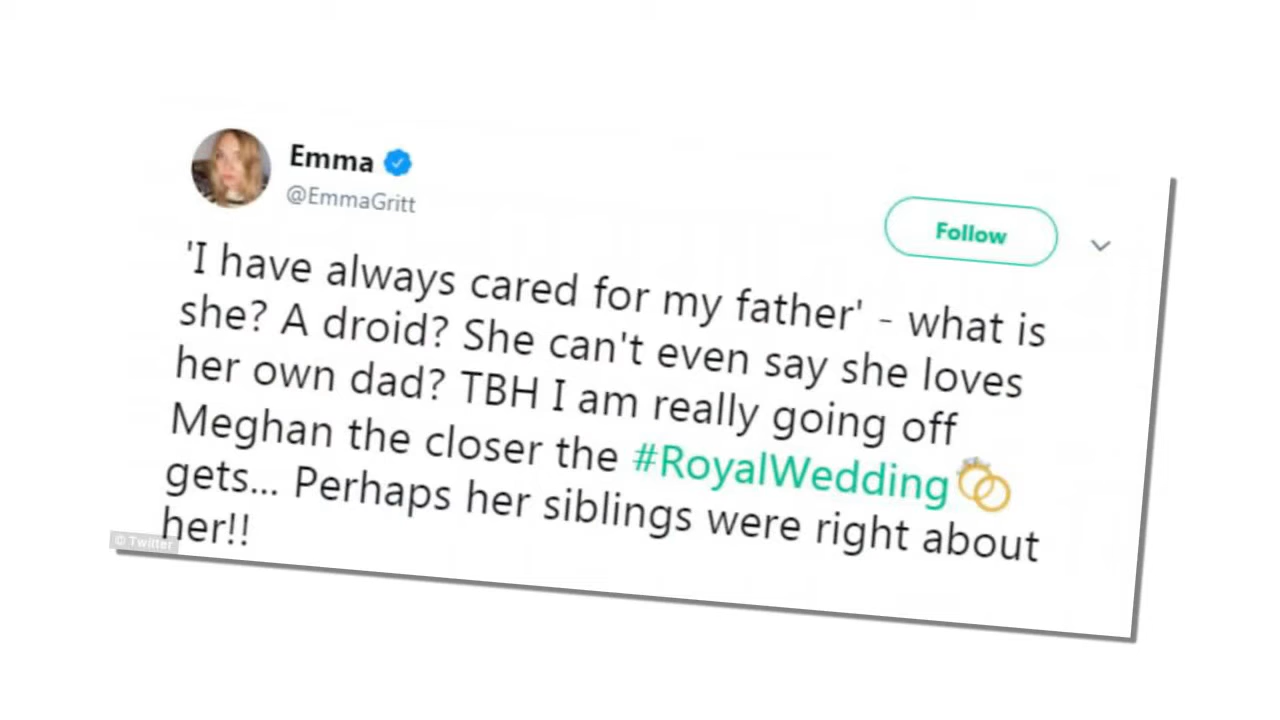 Emma
@EmmaGritt
Follow
'I have always cared for my father' - what is
she? A droid? She can't even say she loves
her own dad? TBH I am really going off
Meghan the closer the #RoyalWedding
gets... Perhaps her siblings were right about
her!!
© Twitter